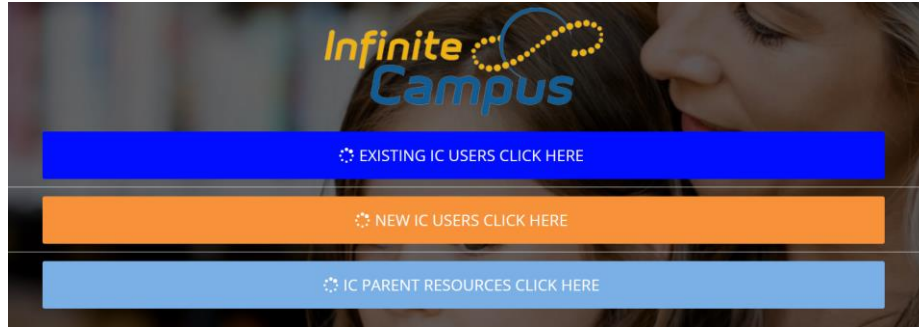 Infinite
Campus
EXISTING IC USERS CLICK HERE
NEW IC USERS CLICK HERE
IC PARENT RESOURCES CLICK HERE